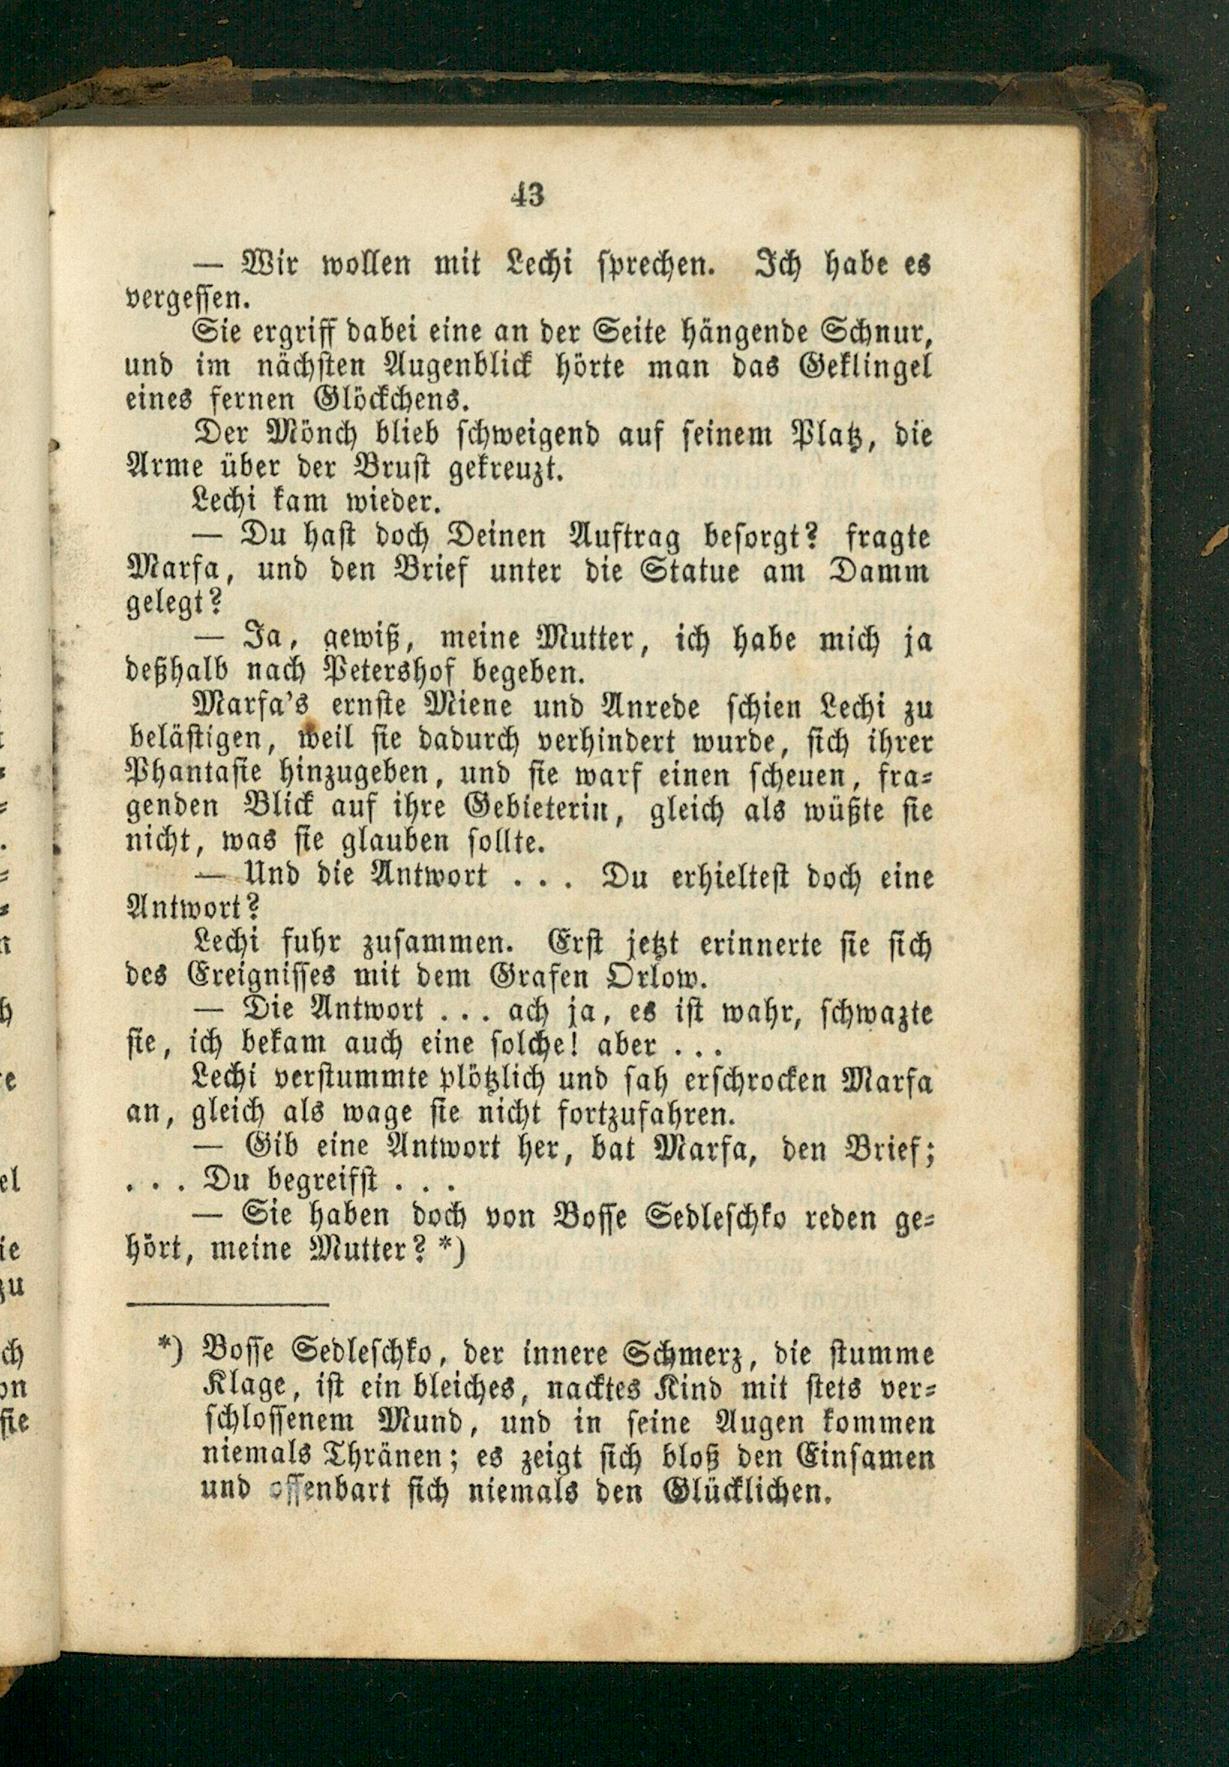 43
— Wir wollen mit Lechi sprechen. Ich habe es
vergessen.
Sie ergriff dabei eine an der Seite hängende Schnur,
und im nächsten Augenblick hörte man das Geklingel
eines fernen Glöckchens.
Der Mönch blieb schweigend auf seinem Platz, die
Arme über der Brust gekreuzt.
Lechi kam wieder.
— Du hast doch Deinen Auftrag besorgt? fragte
Marfa, und den Brief unter die Statue am Damm
gelegt?
— Ja, gewiß, meine Mutter, ich habe mich ja
deßhalb nach Petershof begeben.
Marfa's ernste Miene und Anrede schien Lechi zu
belästigen, weil sie dadurch verhindert wurde, sich ihrer
Phantasie hinzugeben, und sie warf einen scheuen, fra-
genden Blick auf ihre Gebieterin, gleich als wüßte sie
nicht, was sie glauben sollte.
— Und die Antwort . . . Du erhieltest doch eine
Antwort?
Lechi fuhr zusammen. Erst jetzt erinnerte sie sich
des Ereignisses mit dem Grafen Orlow.
— Die Antwort . . . ach ja, es ist wahr, schwazte
sie, ich bekam auch eine solche! aber . . .
Lechi verstummte plötzlich und sah erschrocken Marfa
an, gleich als wage sie nicht fortzufahren.
— Gib eine Antwort her, bat Marfa, den Brief;
. . . Du begreifst . . .
— Sie haben doch von Bosse Sedleschko reden ge-
hört, meine Mutter? *)
*) Bosse Sedleschko, der innere Schmerz, die stumme
Klage, ist ein bleiches, nacktes Kind mit stets ver-
schlossenem Mund, und in seine Augen kommen
niemals Thränen; es zeigt sich bloß den Einsamen
und offenbart sich niemals den Glücklichen.